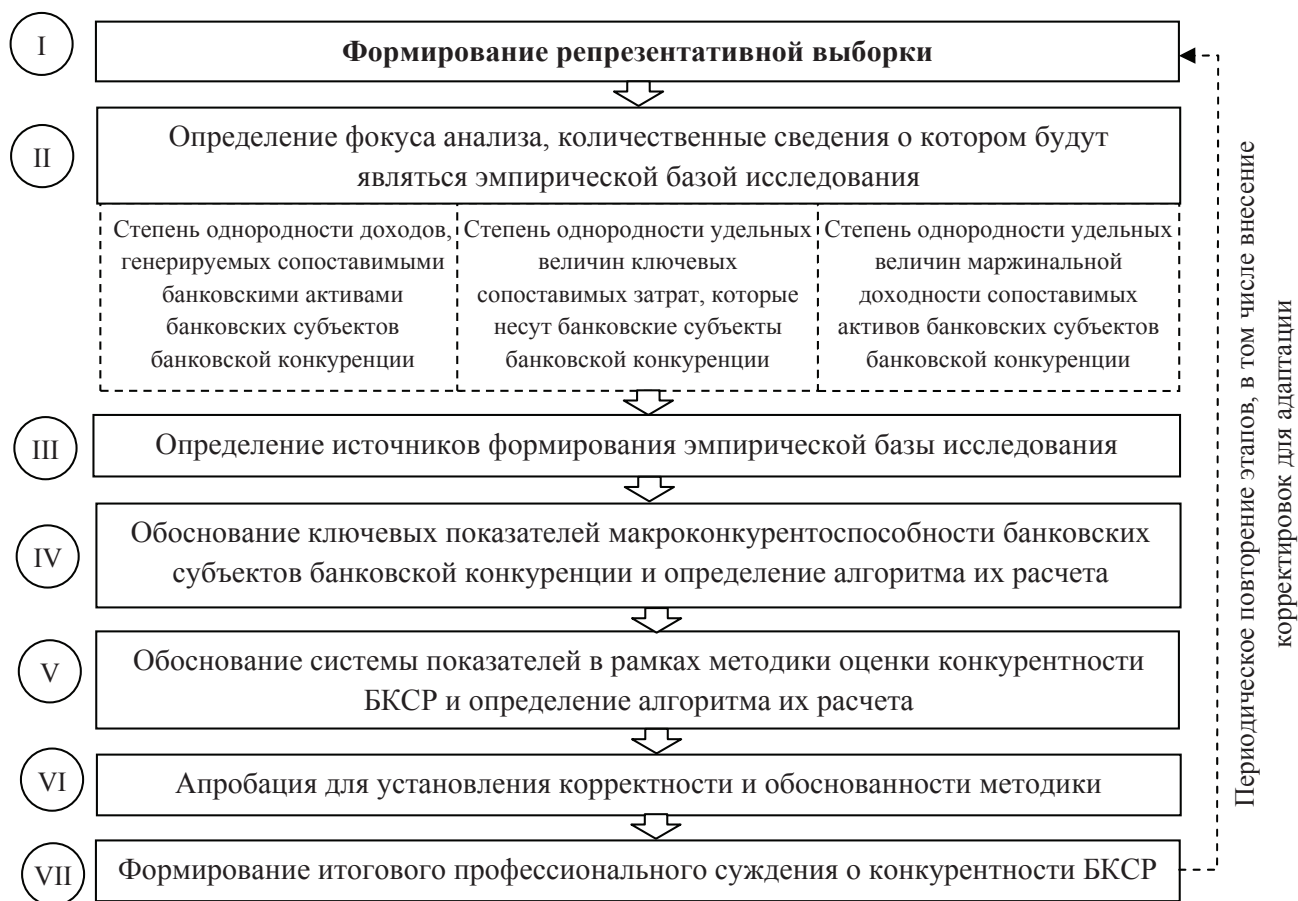 I
Формирование репрезентативной выборки
II
Определение фокуса анализа, количественные сведения о котором будут
являться эмпирической базой исследования
Степень однородности доходов,
генерируемых сопоставимыми
банковскими активами
банковских субъектов
банковской конкуренции
Степень однородности удельных
величин ключевых
сопоставимых затрат, которые
несут банковские субъекты
банковской конкуренции
Степень однородности удельных
величин маржинальной
доходности сопоставимых
активов банковских субъектов
банковской конкуренции
III
Определение источников формирования эмпирической базы исследования
IV
Обоснование ключевых показателей макроконкурентоспособности банковских
субъектов банковской конкуренции и определение алгоритма их расчета
V
Обоснование системы показателей в рамках методики оценки конкурентности
БКСР и определение алгоритма их расчета
VI
Апробация для установления корректности и обоснованности методики
VII
Формирование итогового профессионального суждения о конкурентности БКСР
Периодическое повторение этапов, в том числе внесение
корректировок для адаптации